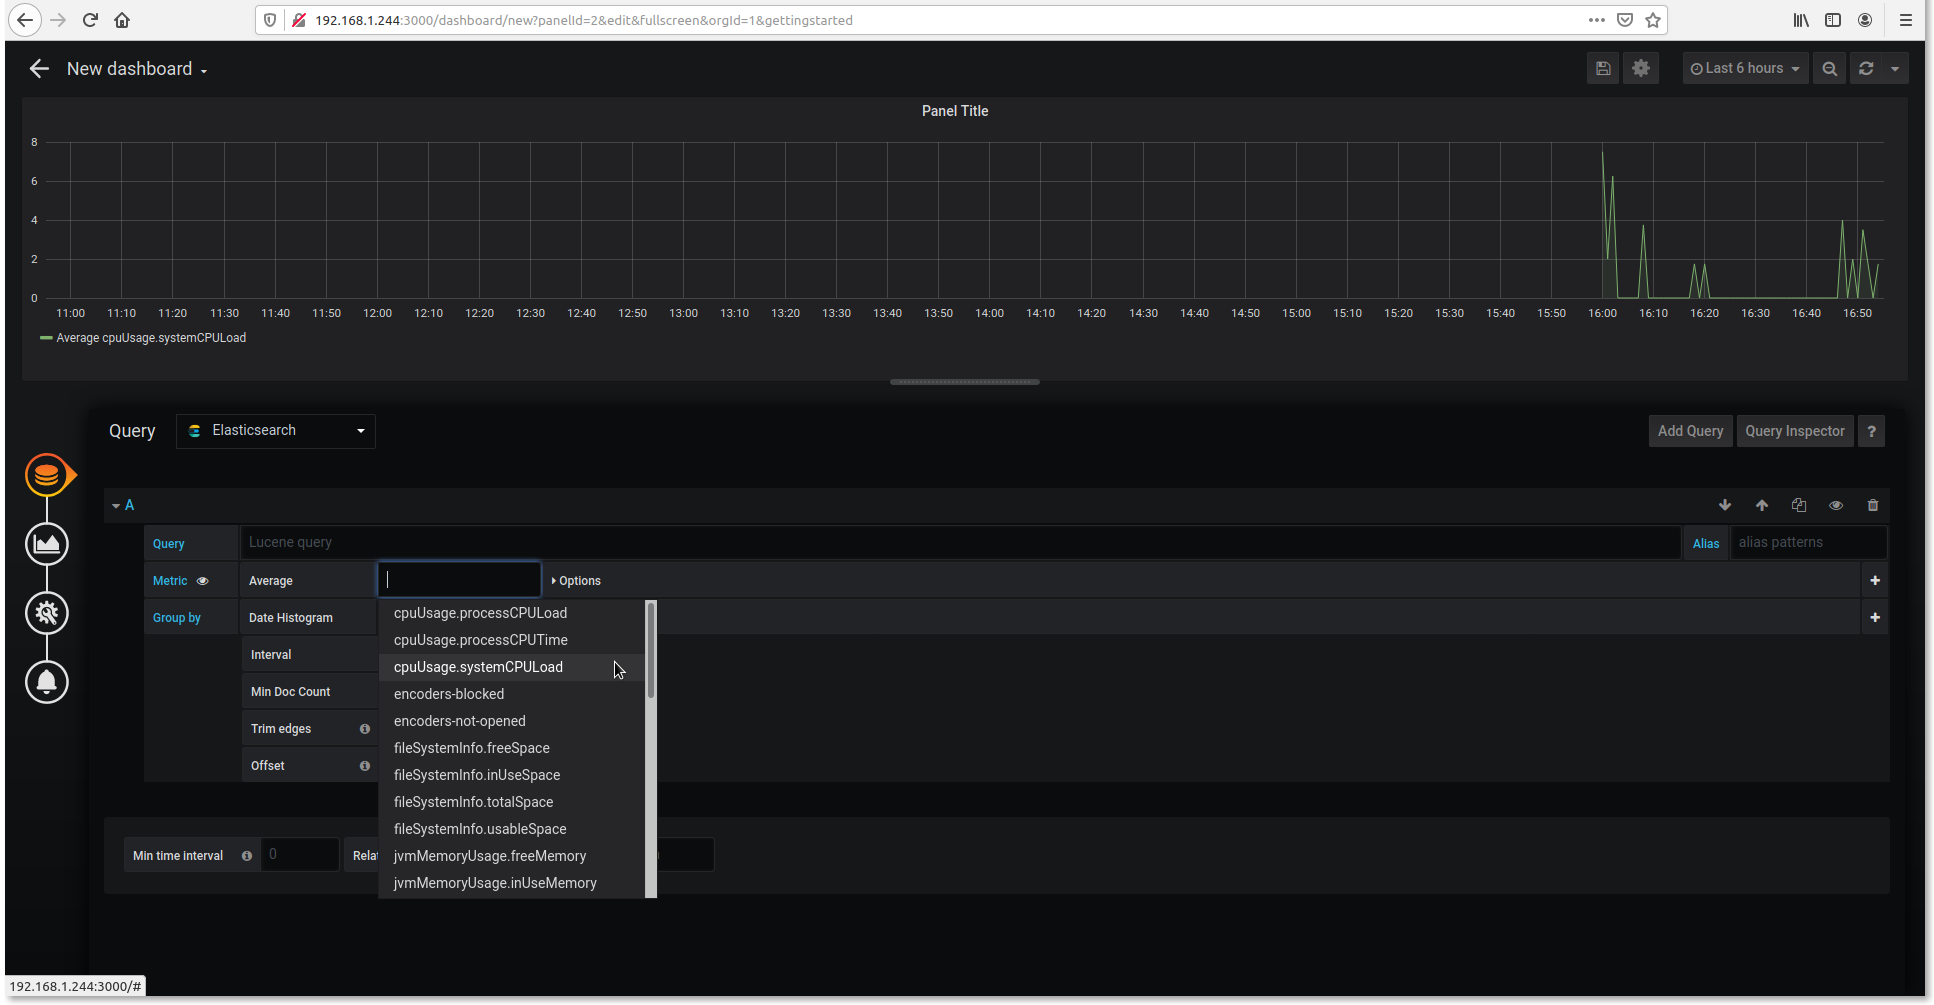 192.168.1.244:3000/dashboard/new?panelId=2&edit&fullscreen&orgId=1&gettingstarted
New dashboard
Last 6 hours
Panel Title
8
6
4
2
0
11:00 11:10 11:20 11:30 11:40 11:50 12:00 12:10 12:20 12:30 12:40 12:50 13:00 13:10 13:20 13:30 13:40 13:50 14:00 14:10 14:20 14:30 14:40 14:50 15:00 15:10 15:20 15:30 15:40 15:50 16:00 16:10 16:20 16:30 16:40 16:50
Average cpuUsage.systemCPULoad
Query Elasticsearch Add Query Query Inspector ?
A
Query Lucene query Alias alias patterns
Metric Average Options +
Group by Date Histogram +
Interval
Min Doc Count
Trim edges
Offset
cpuUsage.processCPULoad
cpuUsage.processCPUTime
cpuUsage.systemCPULoad
encoders-blocked
encoders-not-opened
fileSystemInfo.freeSpace
fileSystemInfo.inUseSpace
fileSystemInfo.totalSpace
fileSystemInfo.usableSpace
jvmMemoryUsage.freeMemory
jvmMemoryUsage.inUseMemory
Min time interval 0 Rela
192.168.1.244:3000/#